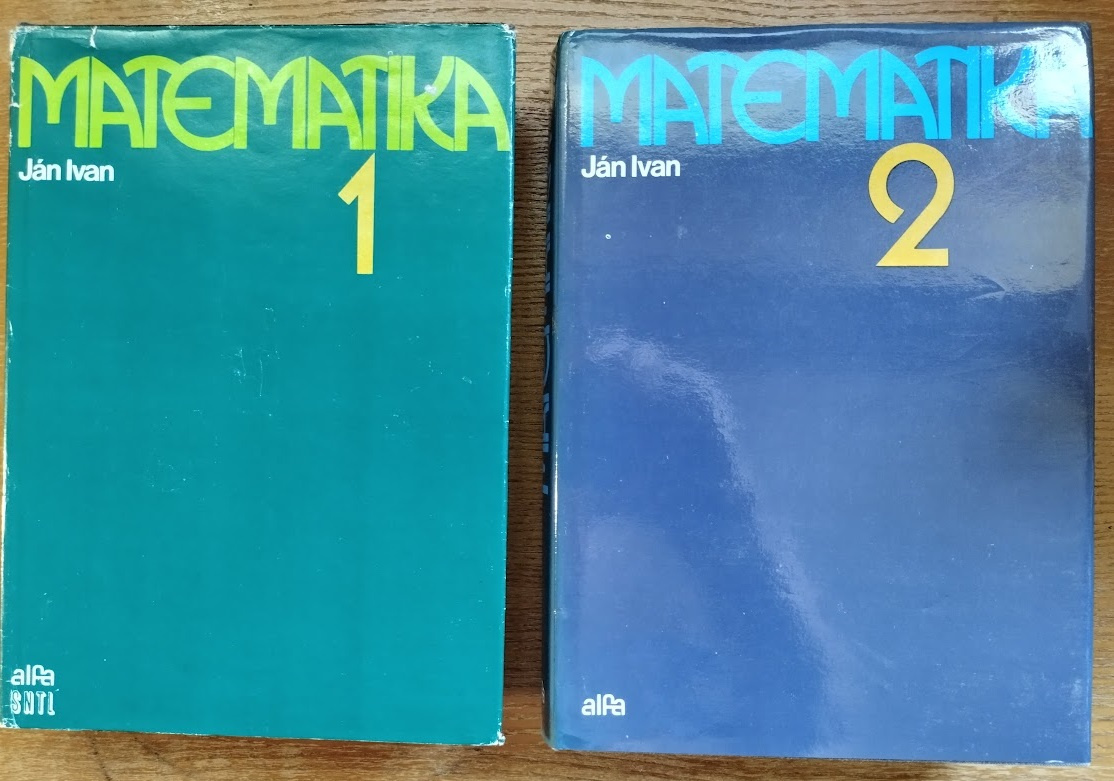 MATEMATIKA
Ján Ivan
1
alfa
SNTL
MATEMATIKA
Ján Ivan
2
alfa